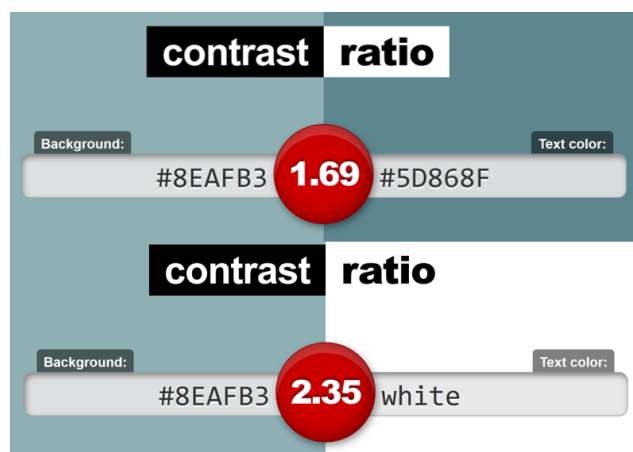 contrast ratio
Background: Text color:
#8EAFB3 1.69 #5D868F
contrast ratio
Background: Text color:
#8EAFB3 2.35 white